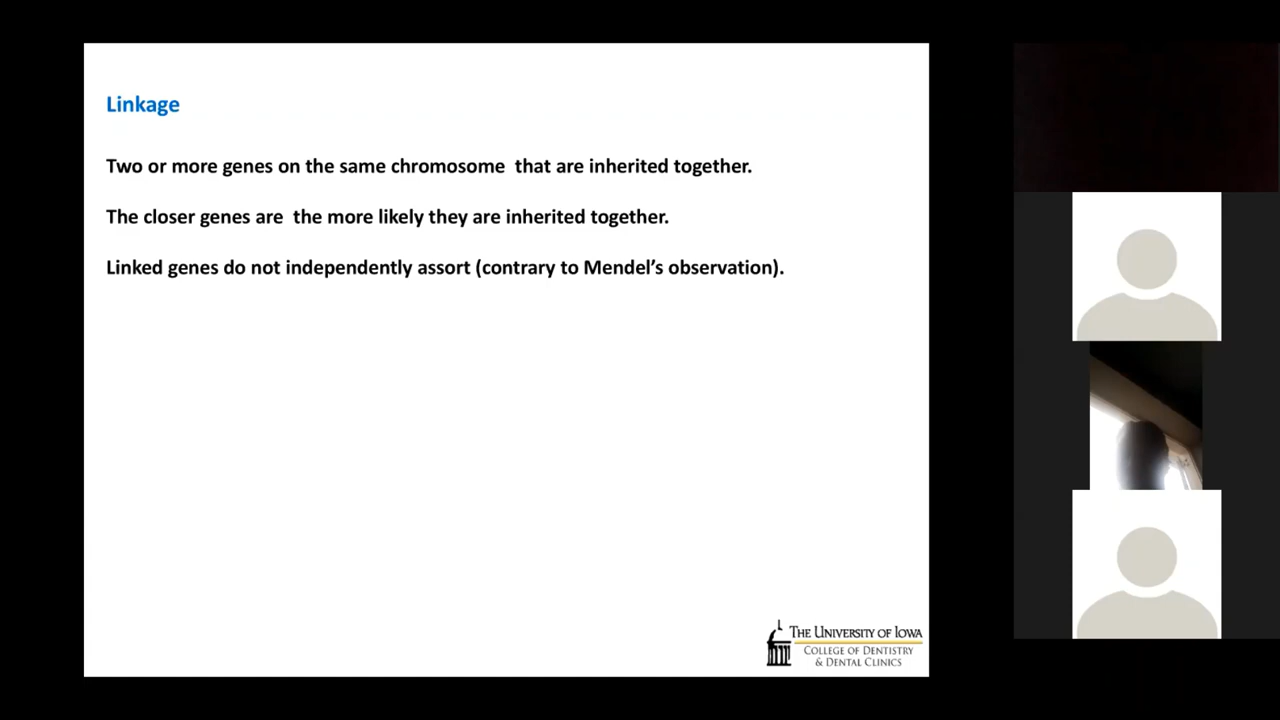 Linkage
Two or more genes on the same chromosome  that are inherited together.
The closer genes are  the more likely they are inherited together.
Linked genes do not independently assort (contrary to Mendel’s observation).
THE UNIVERSITY OF IOWA
COLLEGE OF DENTISTRY
& DENTAL CLINICS